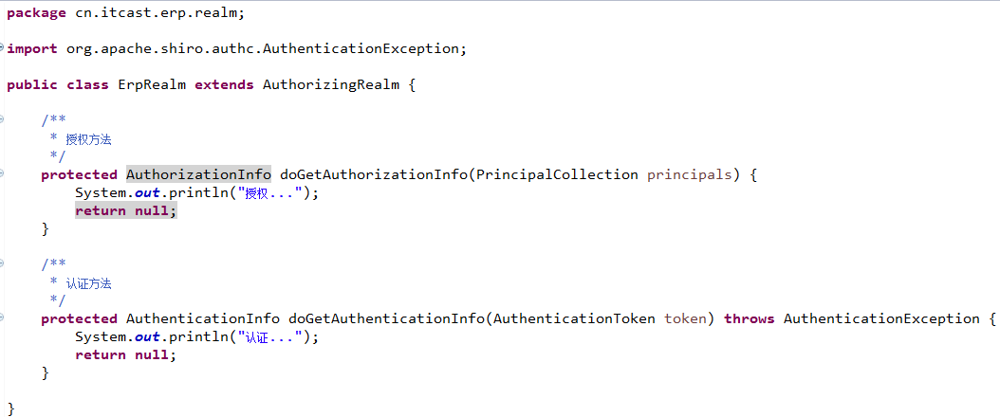 package cn.itcast.erp.realm;
import org.apache.shiro.authc.AuthenticationException;
public class ErpRealm extends AuthorizingRealm {
/**
* 授权方法
*/
protected AuthorizationInfo doGetAuthorizationInfo(PrincipalCollection principals) {
System.out.println("授权...");
return null;
}
/**
* 认证方法
*/
protected AuthenticationInfo doGetAuthenticationInfo(AuthenticationToken token) throws AuthenticationException {
System.out.println("认证...");
return null;
}
}